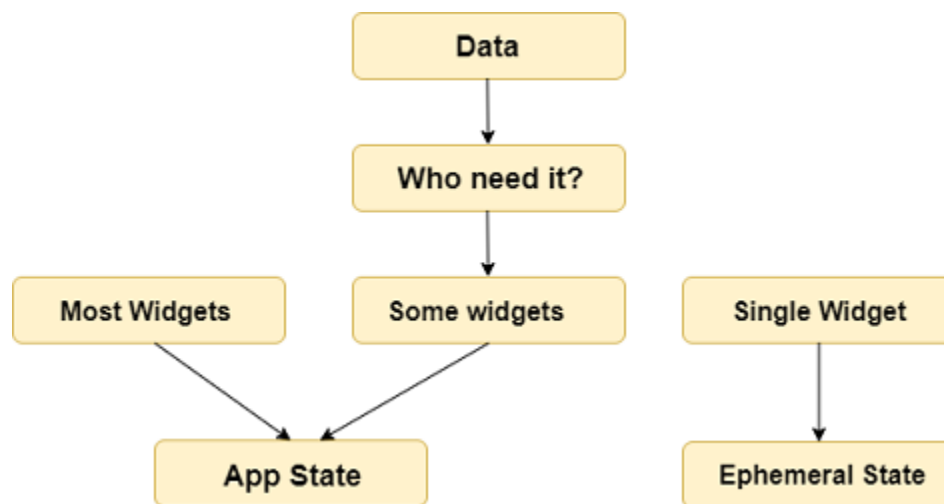 Data
Who need it?
Most Widgets
Some widgets
Single Widget
App State
Ephemeral State